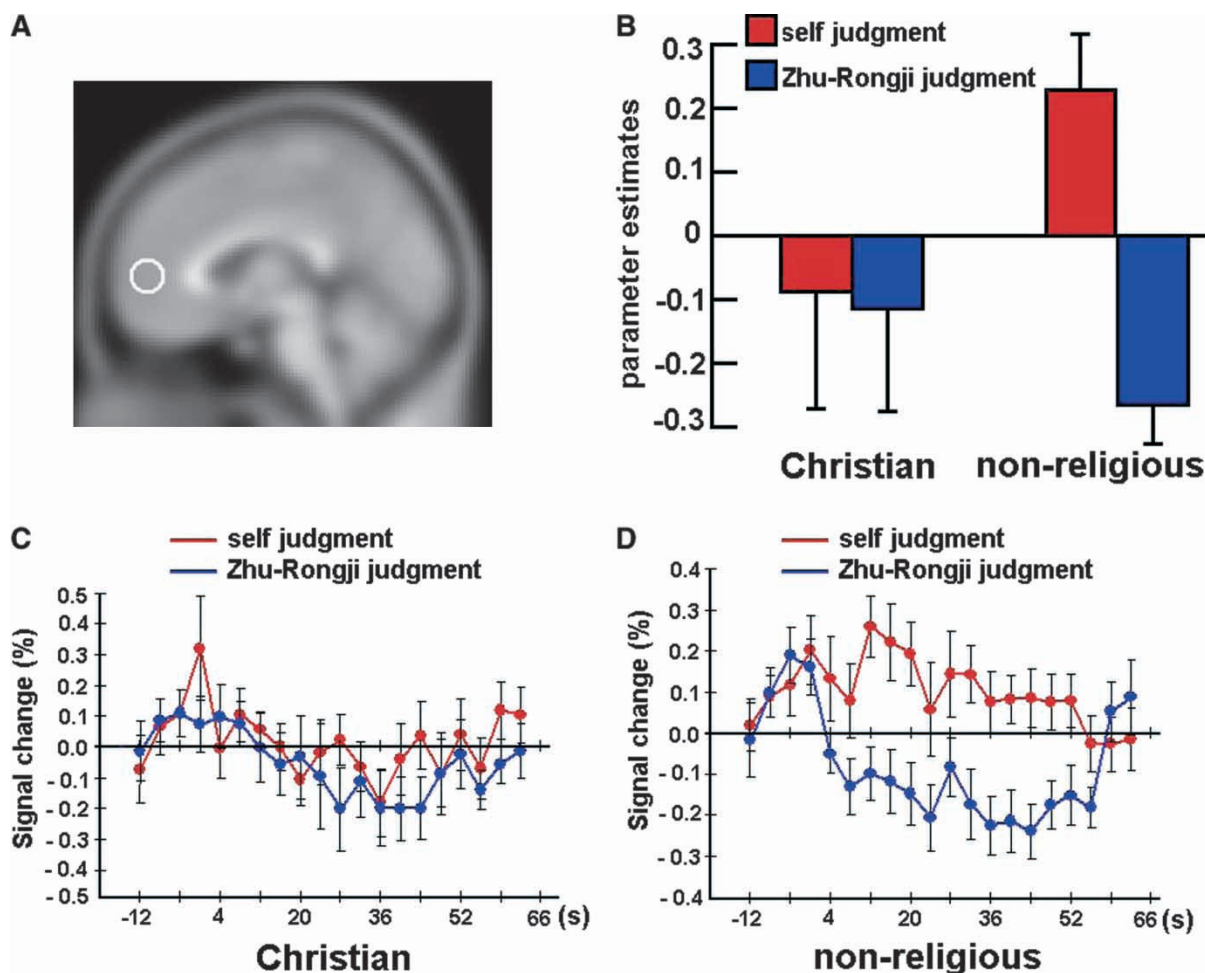 A
B
self judgment
Zhu-Rongji judgment
parameter estimates
0.3
0.2
0.1
0
-0.1
-0.2
-0.3
Christian
non-religious
C
self judgment
Zhu-Rongji judgment
Signal change (%)
0.5
0.4
0.3
0.2
0.1
0.0
-0.1
-0.2
-0.3
-0.4
-0.5
-12
4
20
36
52
66 (s)
Christian
D
self judgment
Zhu-Rongji judgment
Signal change (%)
0.4
0.3
0.2
0.1
0.0
-0.1
-0.2
-0.3
-0.4
-12
4
20
36
52
66 (s)
non-religious